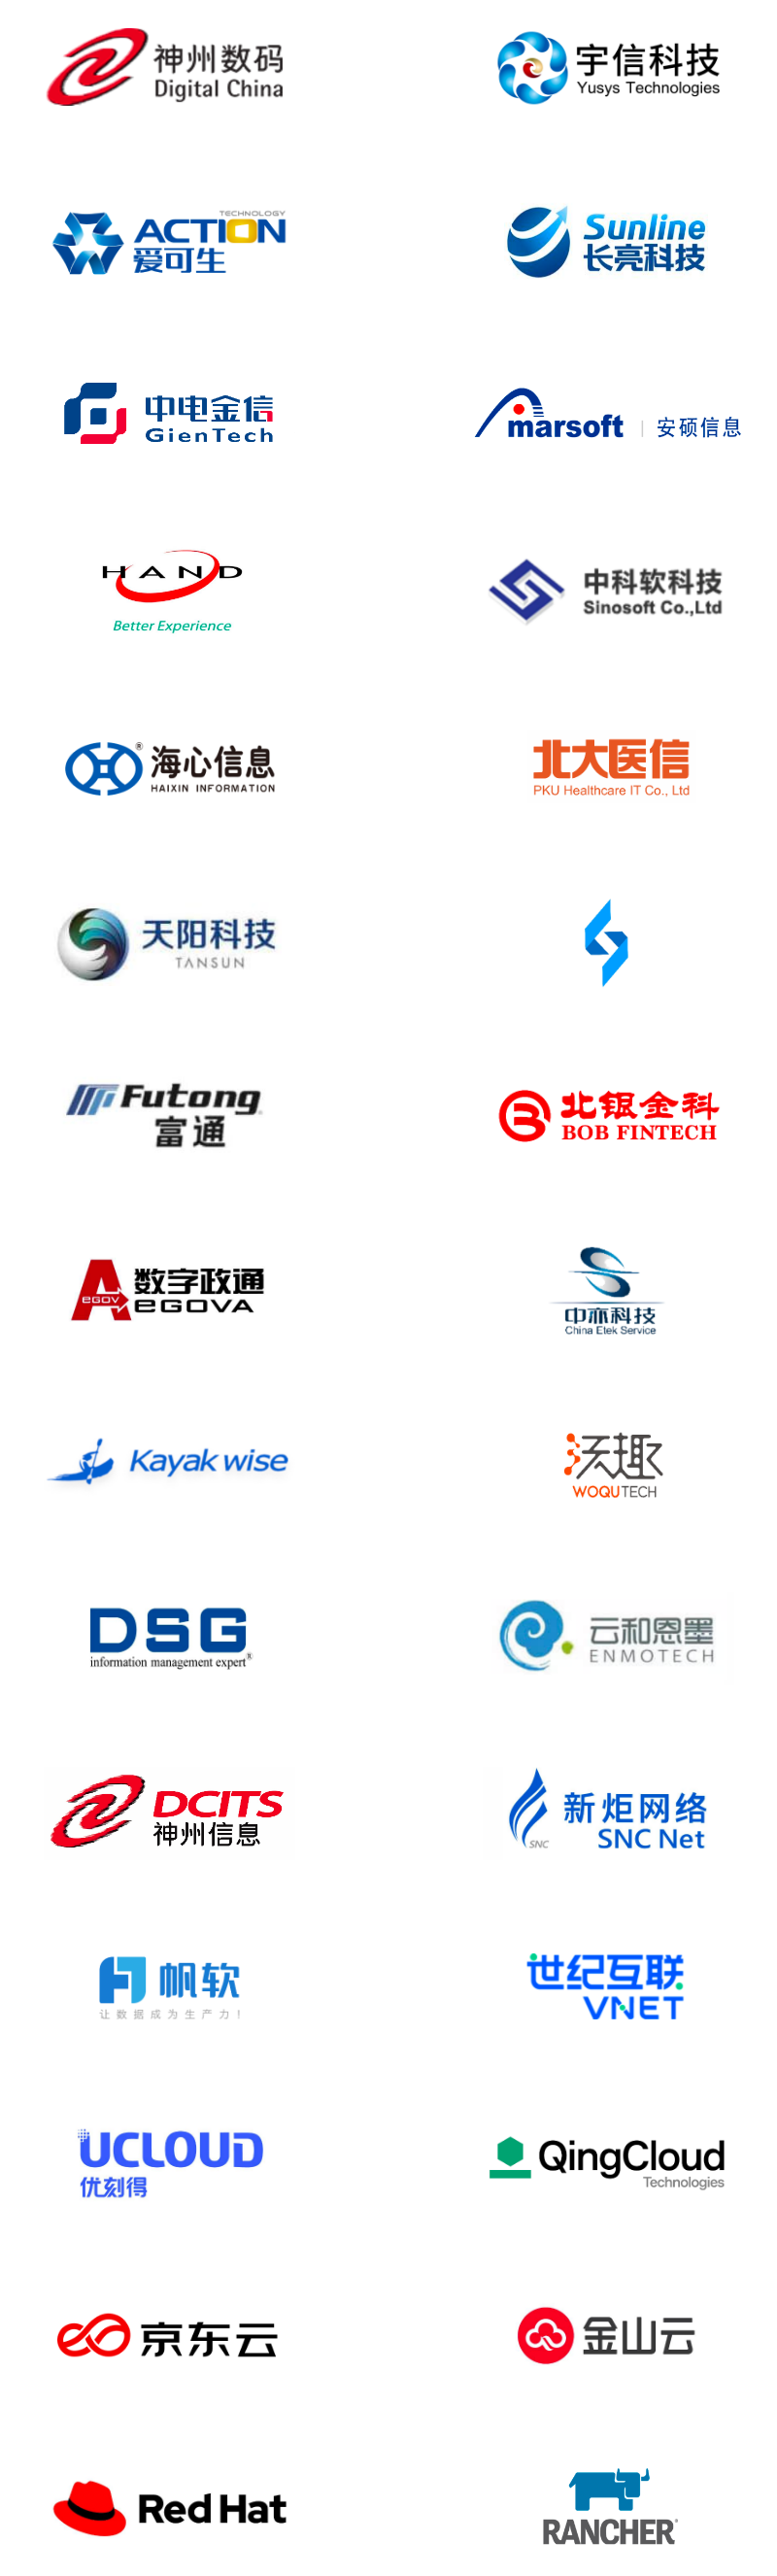 神州数码
Digital China
宇信科技
Yusys Technologies
TECHNOLOGY
ACTION
爱可生
Sunline
长亮科技
中电金信
GienTech
marsoft | 安硕信息
HAND
Better Experience
中科软科技
Sinosoft Co.,Ltd
海心信息
HAIXIN INFORMATION
北大医信
PKU Healthcare IT Co., Ltd
天阳科技
TANSUN
Futong
富通
北银金科
BOB FINTECH
数字政通
EGOV
eGOVA
中亦科技
China Etek Service
Kayak wise
沃趣
WOQUTECH
DSG
information management expert®
云和恩墨
ENMOTECH
DCITS
神州信息
新炬网络
SNC
SNC Net
帆软
让数据成为生产力!
世纪互联
VNET
UCLOUD
优刻得
QingCloud
Technologies
京东云
金山云
Red Hat
RANCHER®